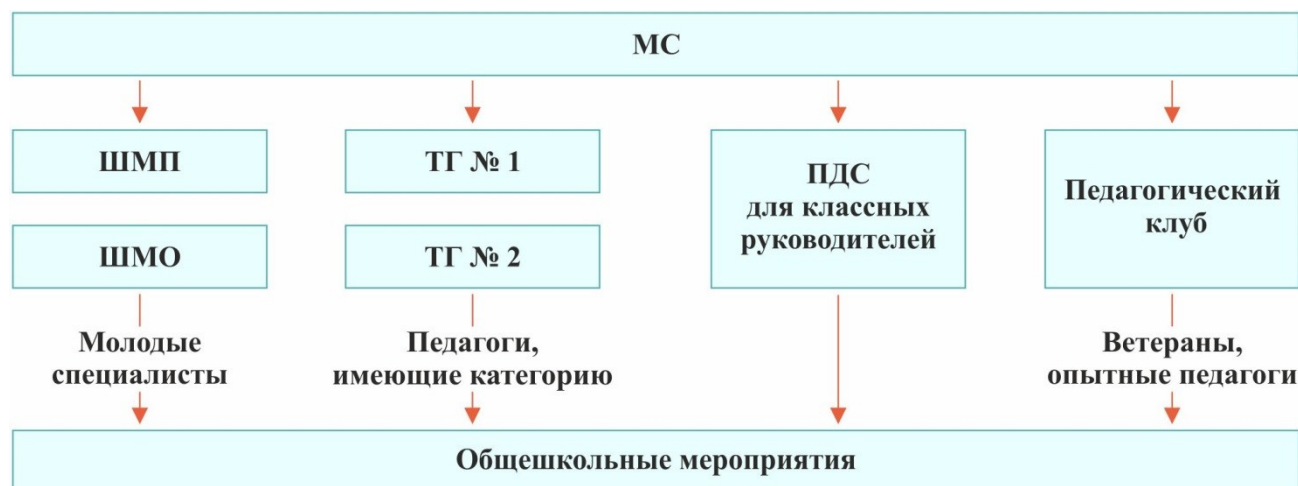 МС
ШМП
ШМО
Молодые
специалисты
ТГ № 1
ТГ № 2
Педагоги,
имеющие категорию
ПДС
для классных
руководителей
Педагогический
клуб
Ветераны,
опытные педагоги
Общешкольные мероприятия